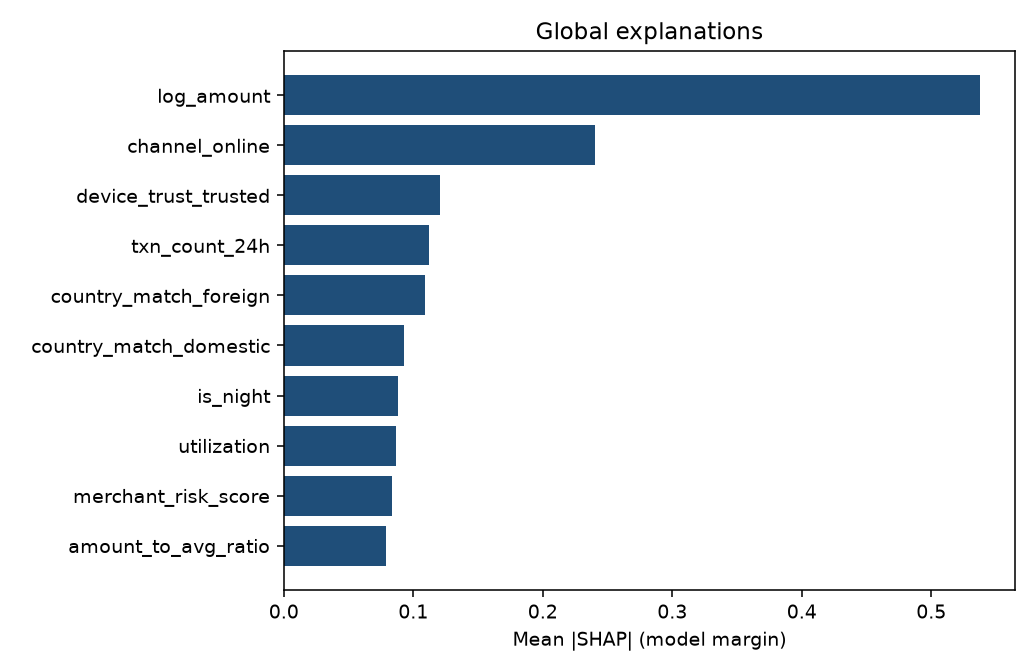 Global explanations
log_amount
channel_online
device_trust_trusted
txn_count_24h
country_match_foreign
country_match_domestic
is_night
utilization
merchant_risk_score
amount_to_avg_ratio
0.0 0.1 0.2 0.3 0.4 0.5
Mean |SHAP| (model margin)